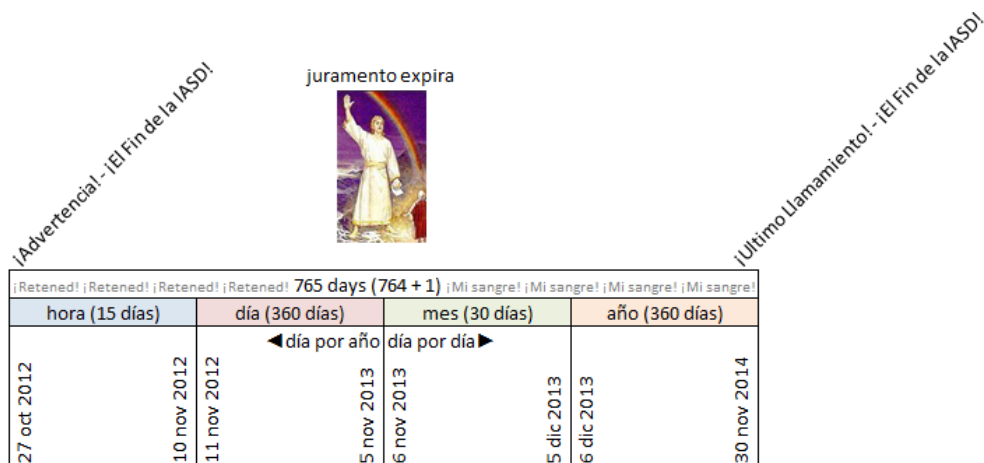 ¡Advertencia! - ¡El Fin de la IASD!
juramento expira
¡Ultimo Llamamiento! - ¡El Fin de la IASD!
¡Retened! ¡Retened! ¡Retened! ¡Retened! 765 days (764 + 1) ¡Mi sangre! ¡Mi sangre! ¡Mi sangre! ¡Mi sangre!
hora (15 días) día (360 días) mes (30 días) año (360 días)
◄día por año día por día►
27 oct 2012
10 nov 2012
11 nov 2012
5 nov 2013
6 nov 2013
5 dic 2013
6 dic 2013
30 nov 2014